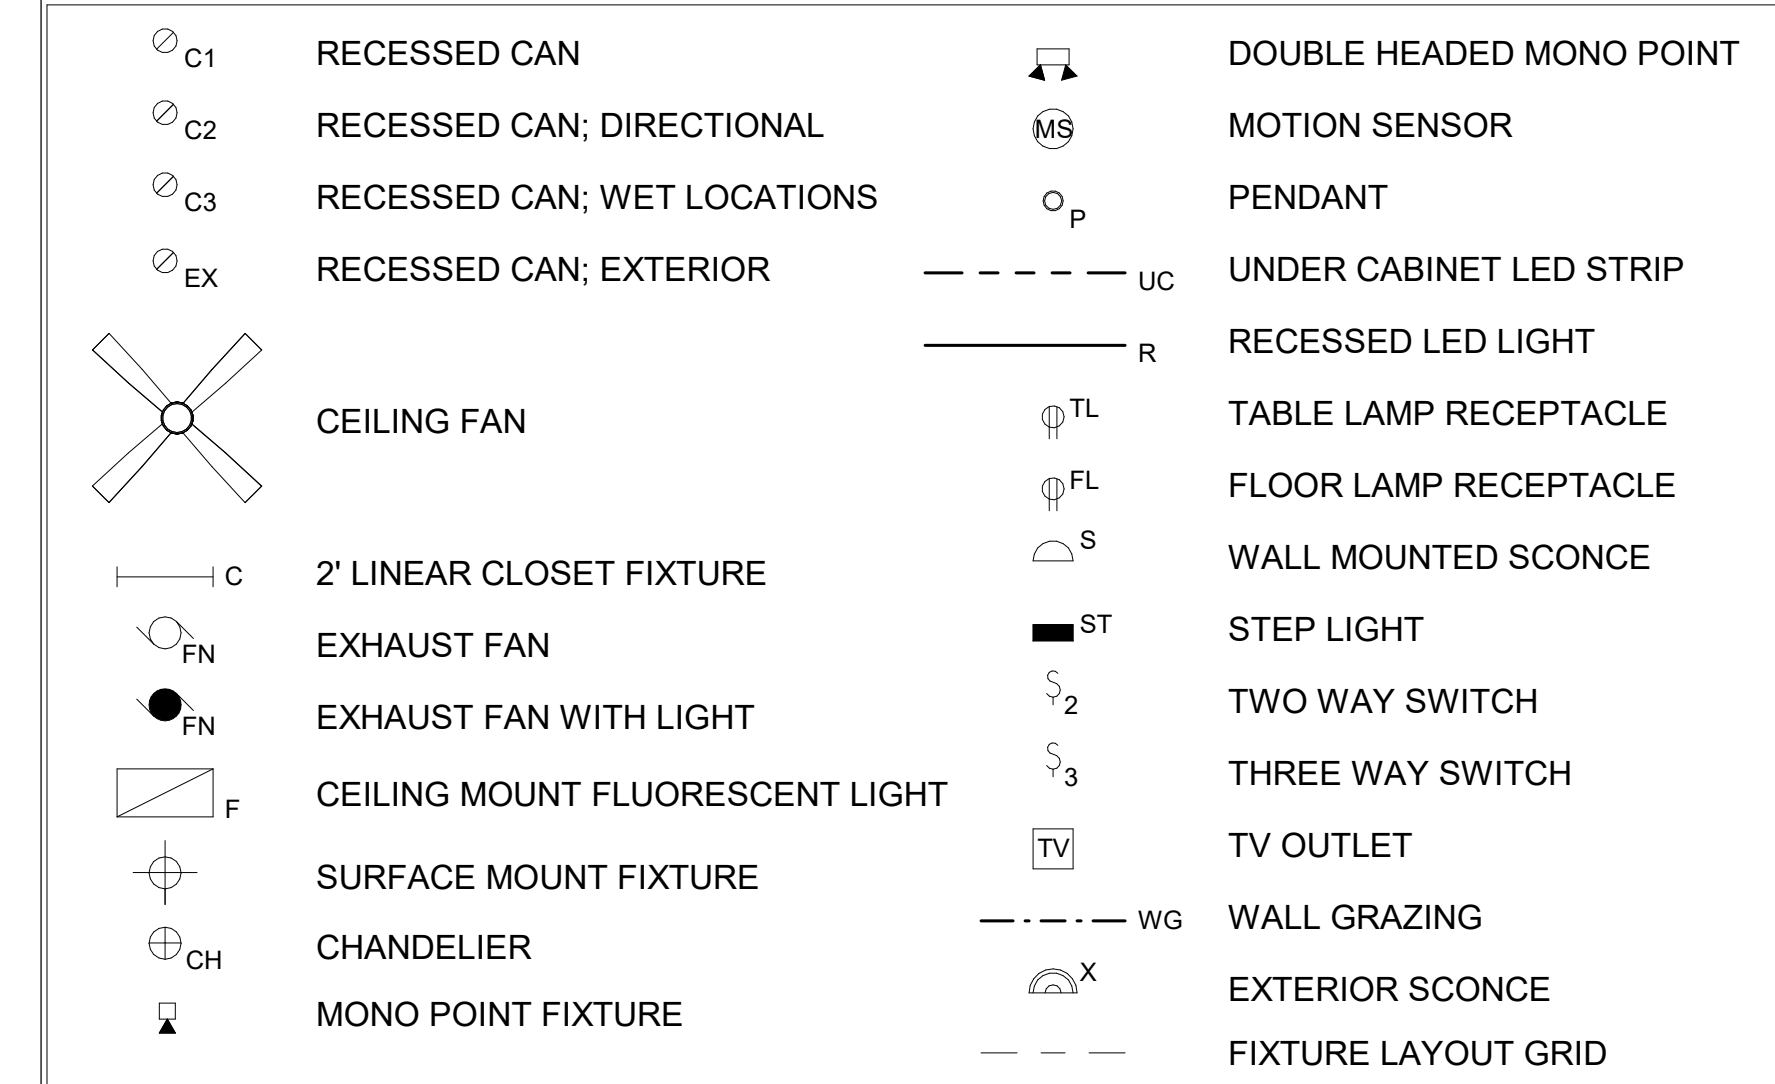 C1 RECESSED CAN
C2 RECESSED CAN; DIRECTIONAL
C3 RECESSED CAN; WET LOCATIONS
EX RECESSED CAN; EXTERIOR
CEILING FAN
C 2' LINEAR CLOSET FIXTURE
FN EXHAUST FAN
FN EXHAUST FAN WITH LIGHT
F CEILING MOUNT FLUORESCENT LIGHT
SURFACE MOUNT FIXTURE
CH CHANDELIER
MONO POINT FIXTURE
DOUBLE HEADED MONO POINT
MS MOTION SENSOR
P PENDANT
UC UNDER CABINET LED STRIP
R RECESSED LED LIGHT
TL TABLE LAMP RECEPTACLE
FL FLOOR LAMP RECEPTACLE
S WALL MOUNTED SCONCE
ST STEP LIGHT
2 TWO WAY SWITCH
3 THREE WAY SWITCH
TV TV OUTLET
WG WALL GRAZING
X EXTERIOR SCONCE
FIXTURE LAYOUT GRID